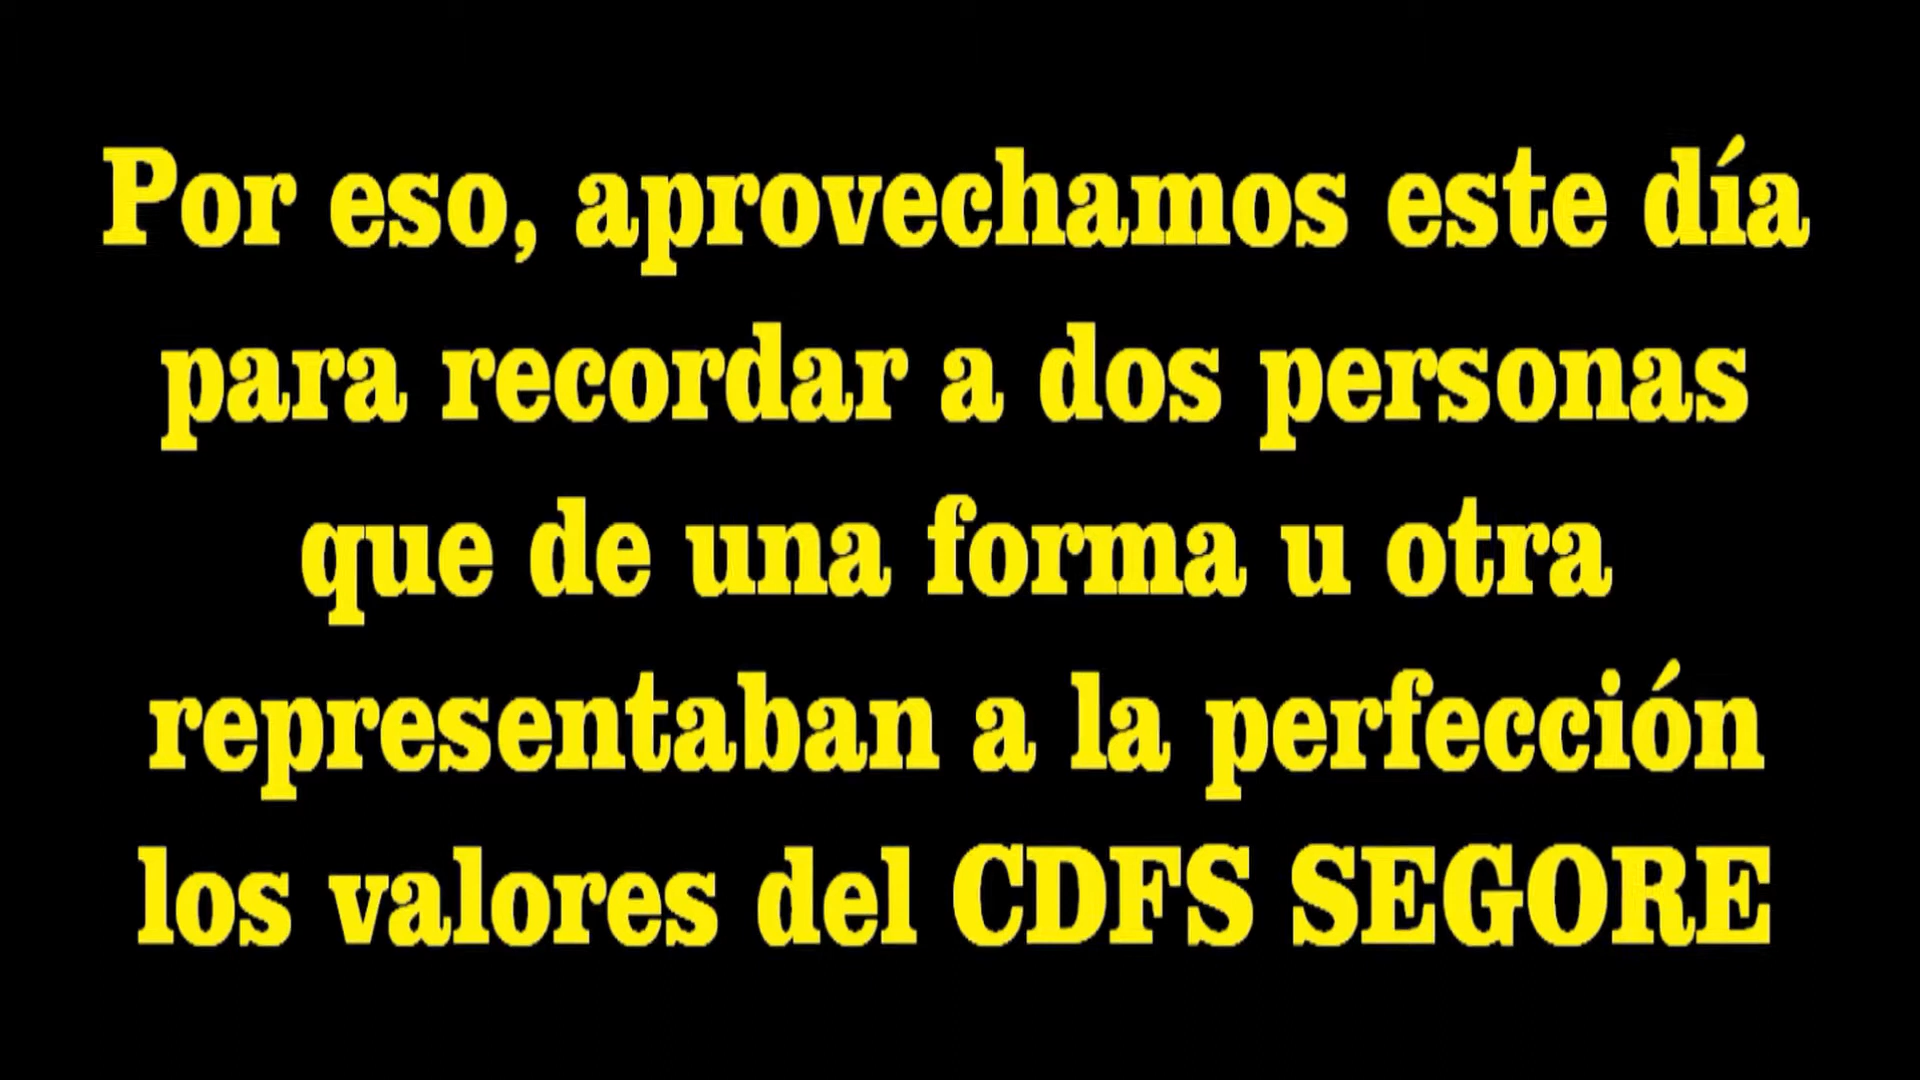 Por eso, aprovechamos este día
para recordar a dos personas
que de una forma u otra
representaban a la perfección
los valores del CDFS SEGORE